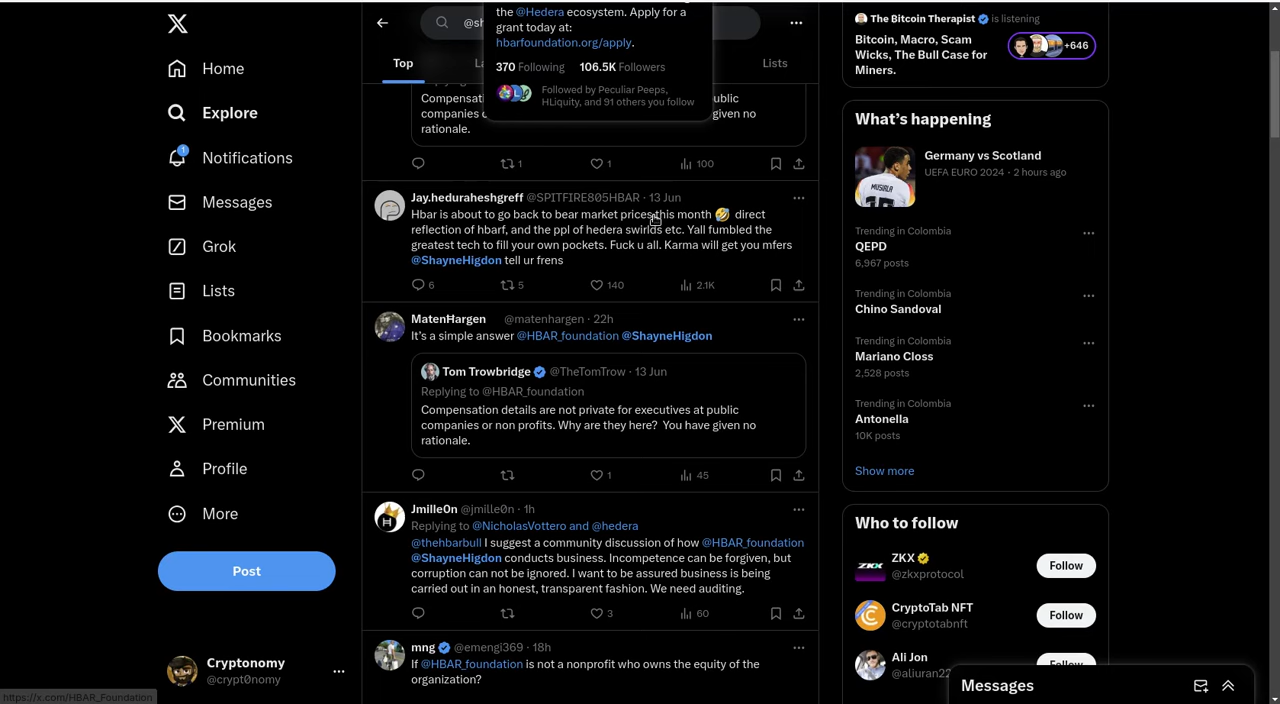 Home
Explore
1
Notifications
Messages
Grok
Lists
Bookmarks
Communities
Premium
Profile
More
Post
Cryptonomy
@crypt0nomy
https://x.com/HBAR_Foundation
@sh
Top
Lists
the @Hedera ecosystem. Apply for a
grant today at:
hbarfoundation.org/apply.
370 Following 106.5K Followers
Followed by Peculiar Peeps,
HLiquity, and 91 others you follow
given no
rationale.
1 1 100
Jay.heduraheshgreff @SPITFIRE805HBAR · 13 Jun
Hbar is about to go back to bear market prices this month 🤣 direct
reflection of hbarf, and the ppl of hedera swirlds etc. Yall fumbled the
greatest tech to fill your own pockets. Fuck u all. Karma will get you mfers
@ShayneHigdon tell ur frens
6 5 140 2.1K
MatenHargen @matenhargen · 22h
It's a simple answer @HBAR_foundation @ShayneHigdon
Tom Trowbridge @TheTomTrow · 13 Jun
Replying to @HBAR_foundation
Compensation details are not private for executives at public
companies or non profits. Why are they here? You have given no
rationale.
1 45
Jmille0n @jmille0n · 1h
Replying to @NicholasVottero and @hedera
@thehbarbull I suggest a community discussion of how @HBAR_foundation
@ShayneHigdon conducts business. Incompetence can be forgiven, but
corruption can not be ignored. I want to be assured business is being
carried out in an honest, transparent fashion. We need auditing.
3 60
mng @emengi369 · 18h
If @HBAR_foundation is not a nonprofit who owns the equity of the
organization?
The Bitcoin Therapist is listening
Bitcoin, Macro, Scam
Wicks, The Bull Case for
Miners.
+646
What's happening
Germany vs Scotland
UEFA EURO 2024 · 2 hours ago
MUSIALA
Trending in Colombia
QEPD
6,967 posts
Trending in Colombia
Chino Sandoval
Trending in Colombia
Mariano Closs
2,528 posts
Trending in Colombia
Antonella
10K posts
Show more
Who to follow
ZKX
@zkxprotocol
Follow
CryptoTab NFT
@cryptotabnft
Follow
Ali Jon
Follow
Messages